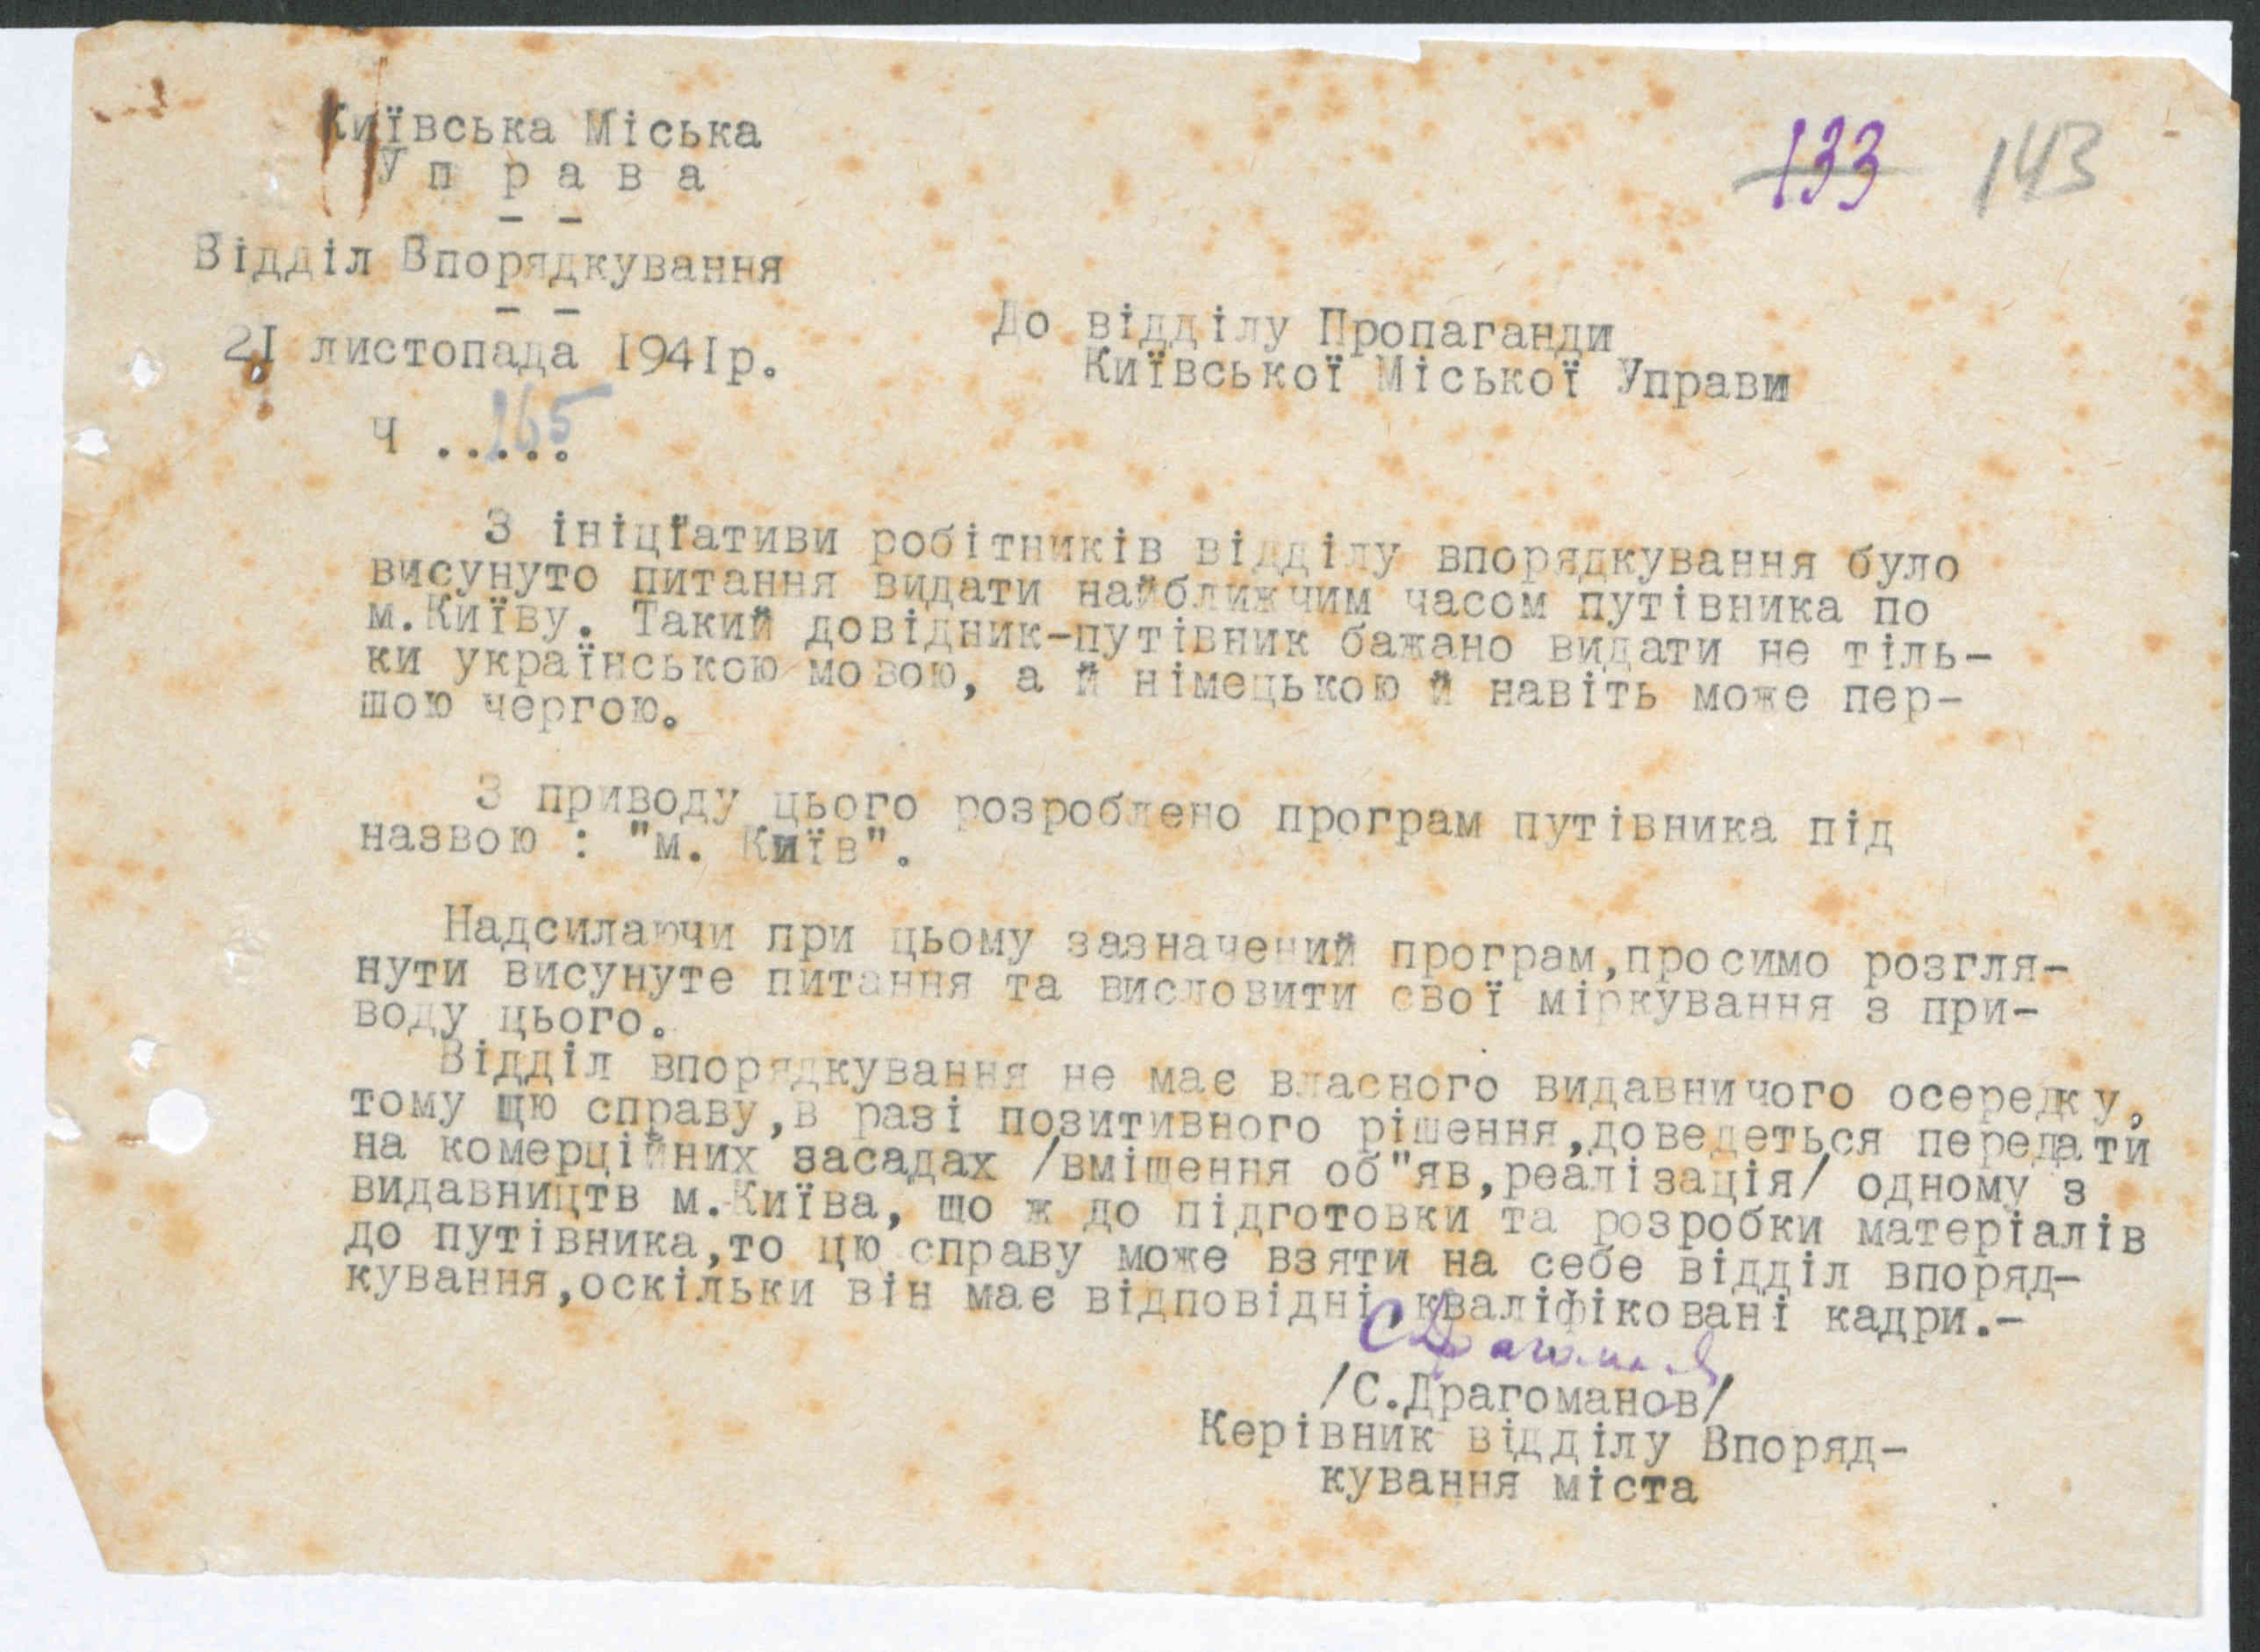 Київська Міська
У п р а в а
- -
Відділ Впорядкування
- -
21 листопада 1941р.
Ч ..... 265
133 143
До відділу Пропаганди
Київської Міської Управи
З ініціативи робітників відділу впорядкування було
висунуто питання видати найближчим часом путівника по
м.Київу. Такий довідник-путівник бажано видати не тіль-
ки українською мовою, а й німецькою й навіть може пер-
шою чергою.
З приводу цього розроблено програм путівника під
назвою : "м. Київ".
Надсилаючи при цьому зазначений програм,просимо розгля-
нути висунуте питання та висловити свої міркування з при-
воду цього.
Відділ впорядкування не має власного видавничого осередку,
тому цю справу,в разі позитивного рішення,доведеться передати
на комерційних засадах /вміщення об"яв,реалізація/ одному з
видавництв м.Київа, що ж до підготовки та розробки матеріалів
до путівника,то цю справу може взяти на себе відділ впоряд-
кування,оскільки він має відповідні кваліфіковані кадри.-
/С.Драгоманов/
Керівник відділу Впоряд-
кування міста